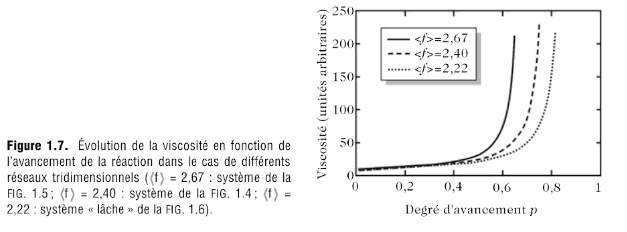 Figure 1.7. Évolution de la viscosité en fonction de
l'avancement de la réaction dans le cas de différents
réseaux tridimensionnels (⟨f⟩ = 2,67 : système de la
FIG. 1.5 ; ⟨f⟩ = 2,40 : système de la FIG. 1.4 ; ⟨f⟩ =
2,22 : système « lâche » de la FIG. 1.6).
Viscosité (unités arbitraires)
250
200
150
100
50
0
<f>=2,67
<f>=2,40
<f>=2,22
0 0,2 0,4 0,6 0,8 1
Degré d'avancement p